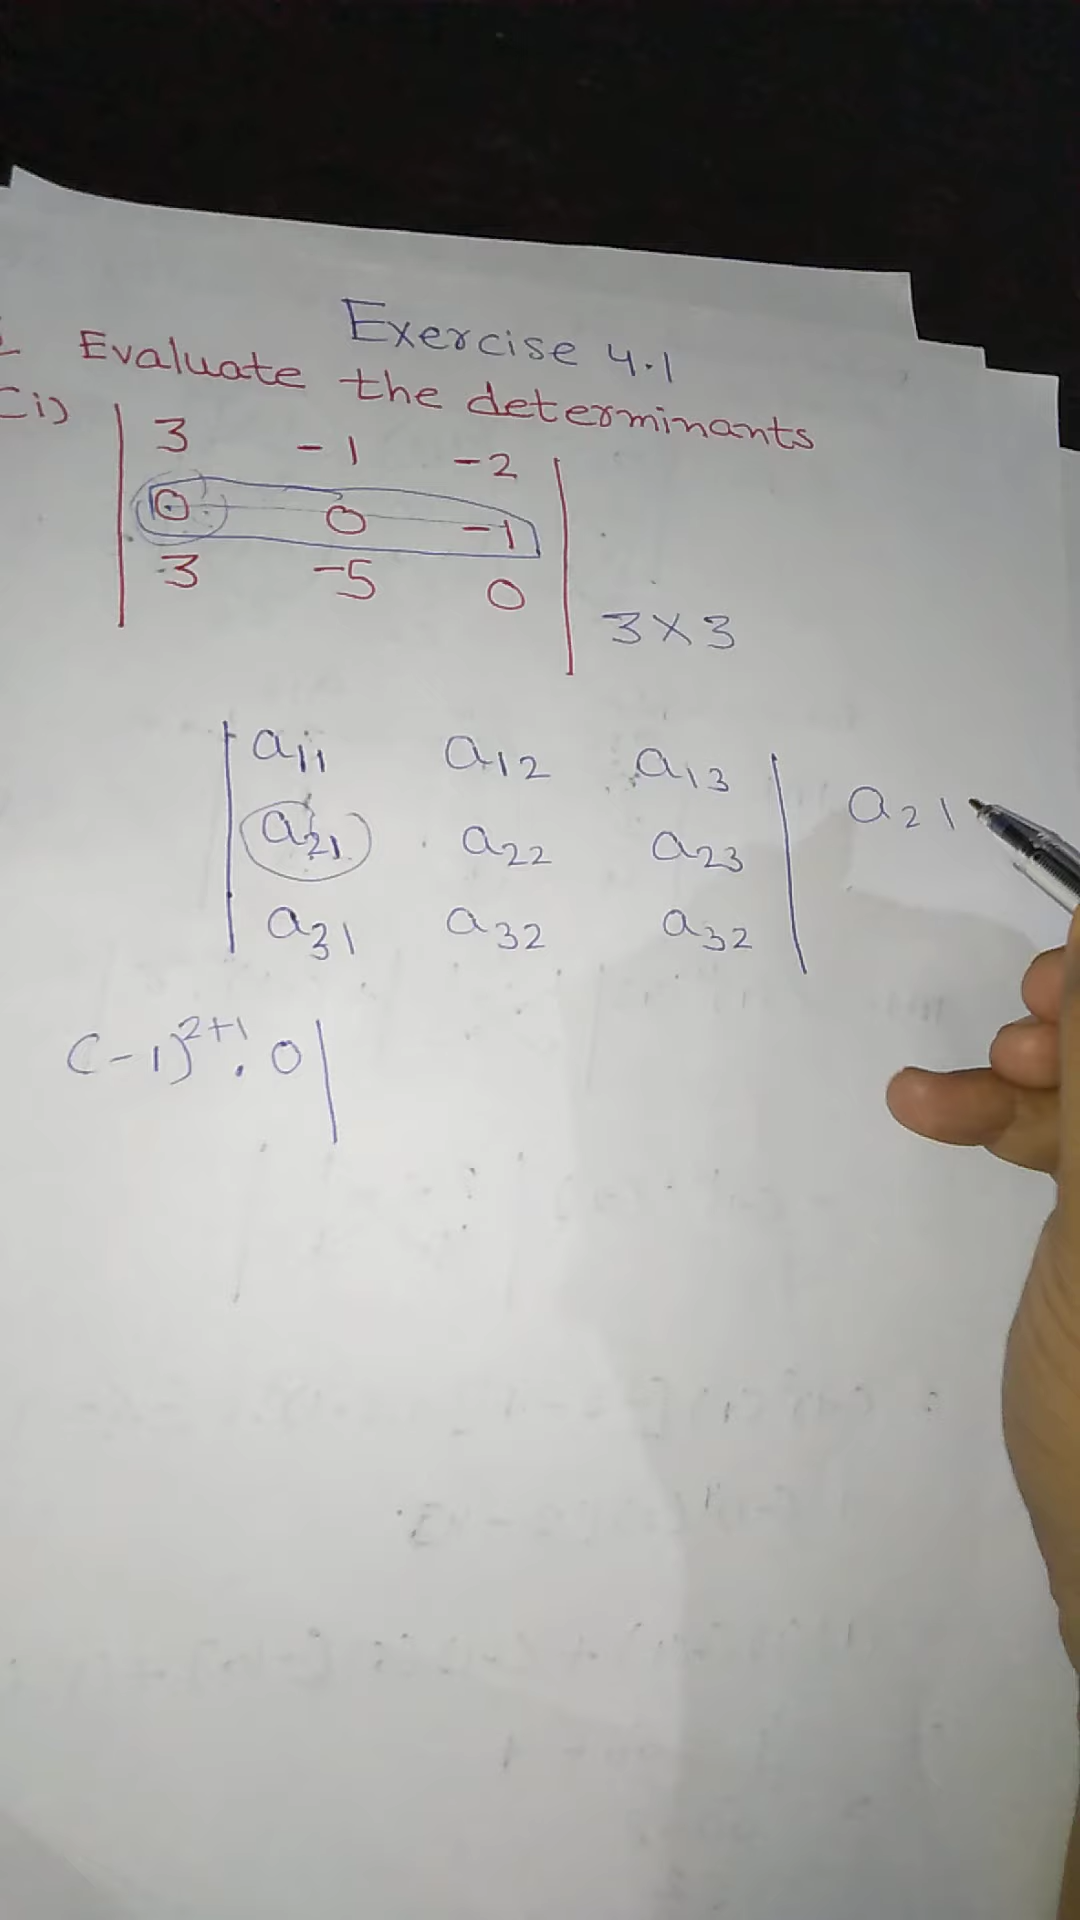 Exercise 4.1
Evaluate the determinants
(i)
3 -1 -2
0 0 -1
3 -5 0
3×3
a11 a12 a13
a21 a22 a23
a31 a32 a32
a21
(-1)^2+1 . 0 |